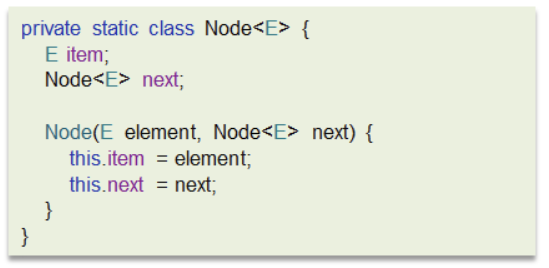 private static class Node<E> {
E item;
Node<E> next;
Node(E element, Node<E> next) {
this.item = element;
this.next = next;
}
}